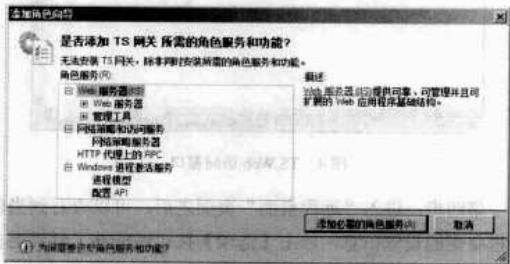 添加角色向导
是否添加 TS 网关 所需的角色服务和功能?
无法安装 TS 网关,除非同时安装所需的角色服务和功能。
角色服务(R):
描述:
Web 服务器(IIS)
Web 服务器
管理工具
网络策略和访问服务
网络策略服务器
HTTP 代理上的 RPC
Windows 进程激活服务
进程模型
配置 API
Web 服务器(IIS)提供可靠、可管理并且可
扩展的 Web 应用程序基础结构。
添加必需的角色服务(A)
取消
为何需要这些角色服务和功能?